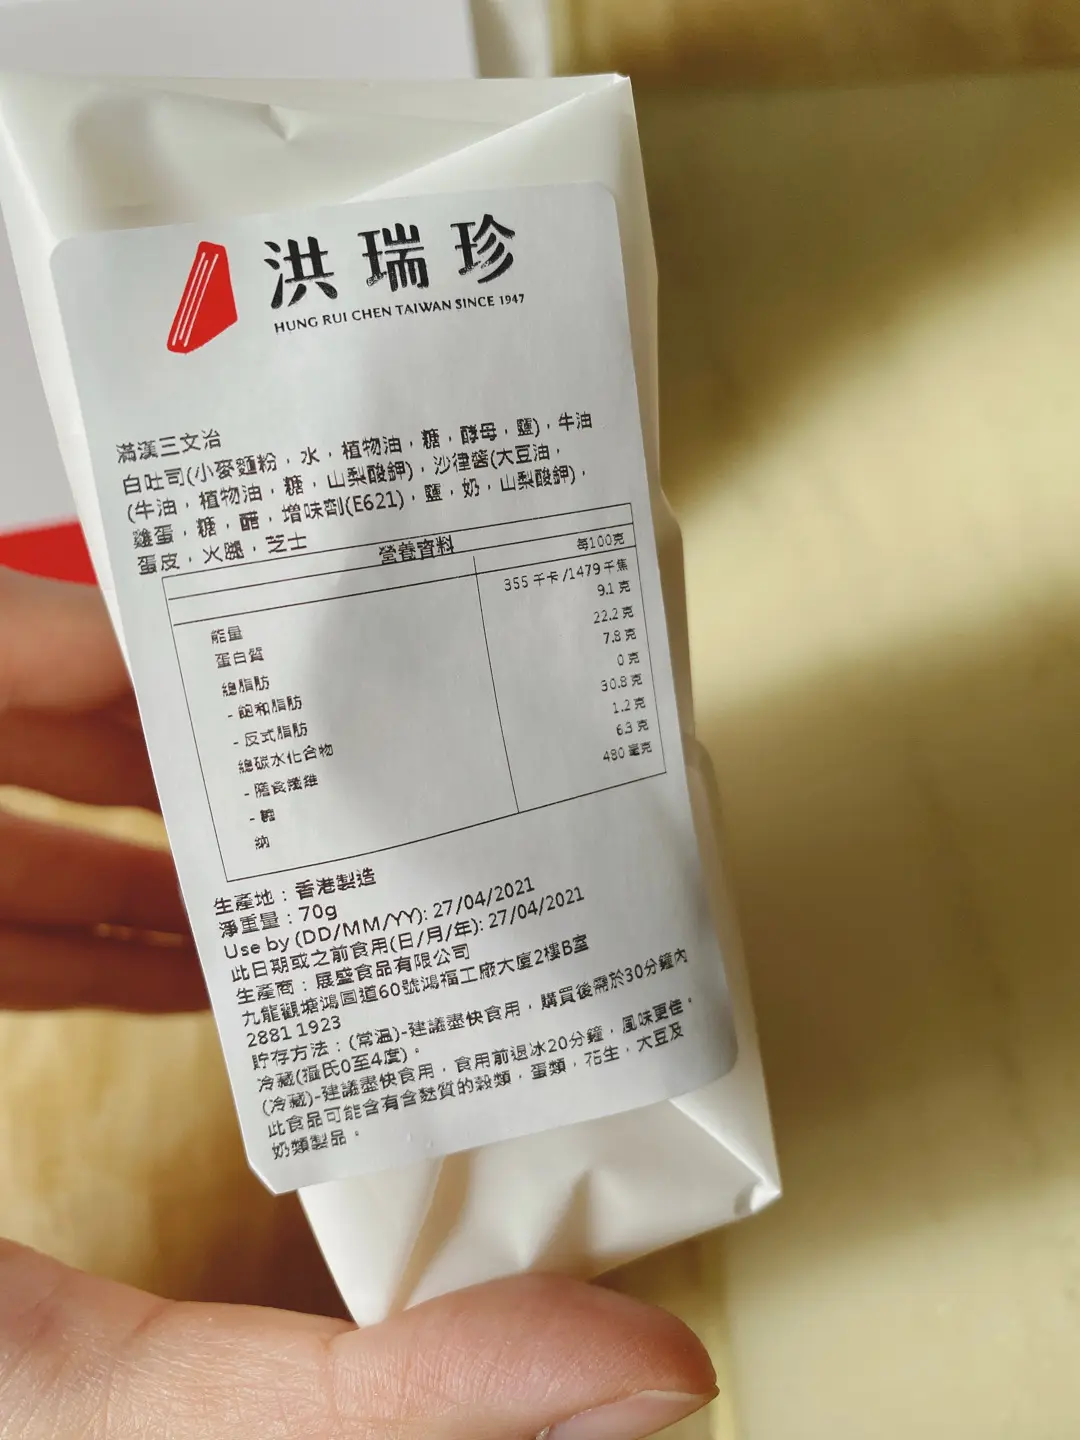 洪瑞珍
HUNG RUI CHEN TAIWAN SINCE 1947
滿漢三文治
白吐司(小麥麵粉，水，植物油，糖，酵母，鹽)，牛油
(牛油，植物油，糖，山梨酸鉀)，沙律醬(大豆油，
雞蛋，糖，醋，增味劑(E621)，鹽，奶，山梨酸鉀)，
蛋皮，火腿，芝士
營養資料
每100克
能量 355 千卡 /1479 千焦
蛋白質 9.1 克
總脂肪 22.2 克
- 飽和脂肪 7.8 克
- 反式脂肪 0 克
總碳水化合物 30.8 克
- 膳食纖維 1.2 克
- 糖 6.3 克
鈉 480 毫克
生產地：香港製造
淨重量：70g
Use by (DD/MM/YY): 27/04/2021
此日期或之前食用(日/月/年): 27/04/2021
生產商：展盛食品有限公司
九龍觀塘鴻圖道60號鴻福工廠大廈2樓B室
2881 1923
貯存方法：(常溫)-建議盡快食用，購買後需於30分鐘內
冷藏(攝氏0至4度)。
(冷藏)-建議盡快食用，食用前退冰20分鐘，風味更佳。
此食品可能含有含麩質的穀類，蛋類，花生，大豆及
奶類製品。